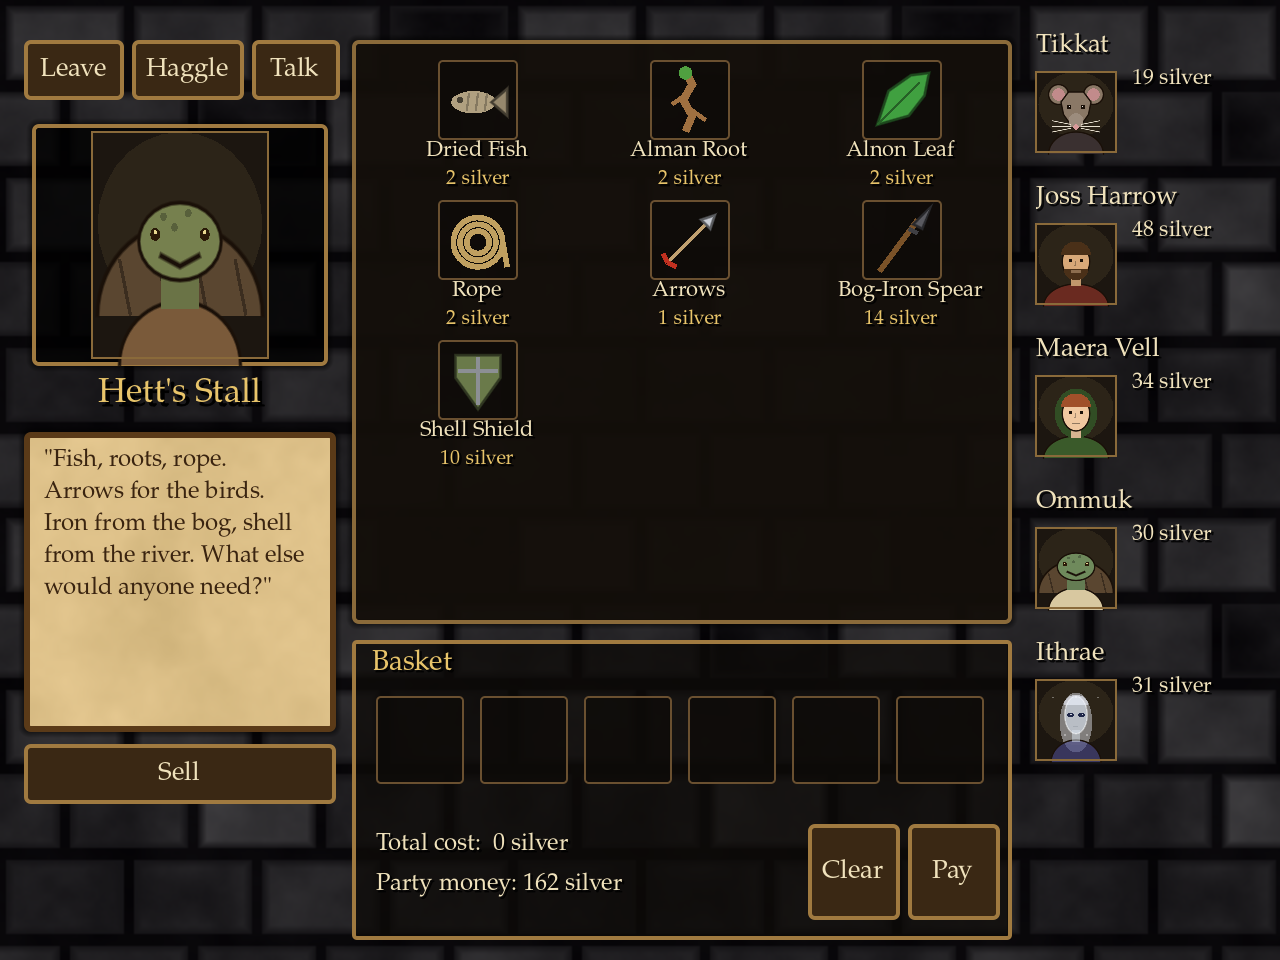 Leave
Haggle
Talk
Hett's Stall
"Fish, roots, rope.
Arrows for the birds.
Iron from the bog, shell
from the river. What else
would anyone need?"
Sell
Dried Fish
2 silver
Alman Root
2 silver
Alnon Leaf
2 silver
Rope
2 silver
Arrows
1 silver
Bog-Iron Spear
14 silver
Shell Shield
10 silver
Basket
Total cost: 0 silver
Party money: 162 silver
Clear
Pay
Tikkat
19 silver
Joss Harrow
48 silver
Maera Vell
34 silver
Ommuk
30 silver
Ithrae
31 silver